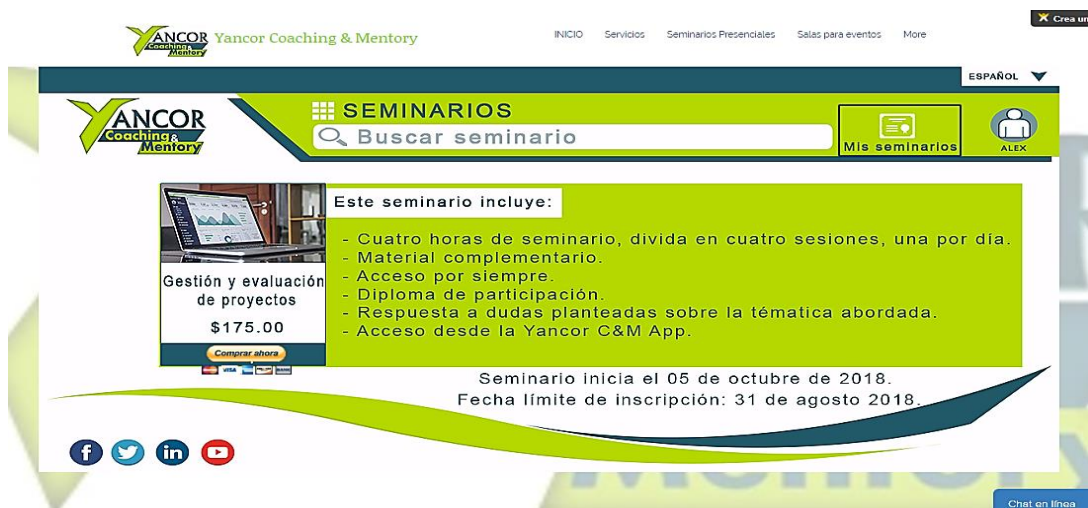 Crea un
YANCOR
Coaching &
Mentory
Yancor Coaching & Mentory
INICIO Servicios Seminarios Presenciales Salas para eventos More
ESPAÑOL
YANCOR
Coaching &
Mentory
SEMINARIOS
Buscar seminario
Mis seminarios
ALEX
Este seminario incluye:
- Cuatro horas de seminario, divida en cuatro sesiones, una por día.
- Material complementario.
- Acceso por siempre.
- Diploma de participación.
- Respuesta a dudas planteadas sobre la témática abordada.
- Acceso desde la Yancor C&M App.
Gestión y evaluación
de proyectos
$175.00
Comprar ahora
VISA
Seminario inicia el 05 de octubre de 2018.
Fecha límite de inscripción: 31 de agosto 2018.
Mentory
Chat en línea